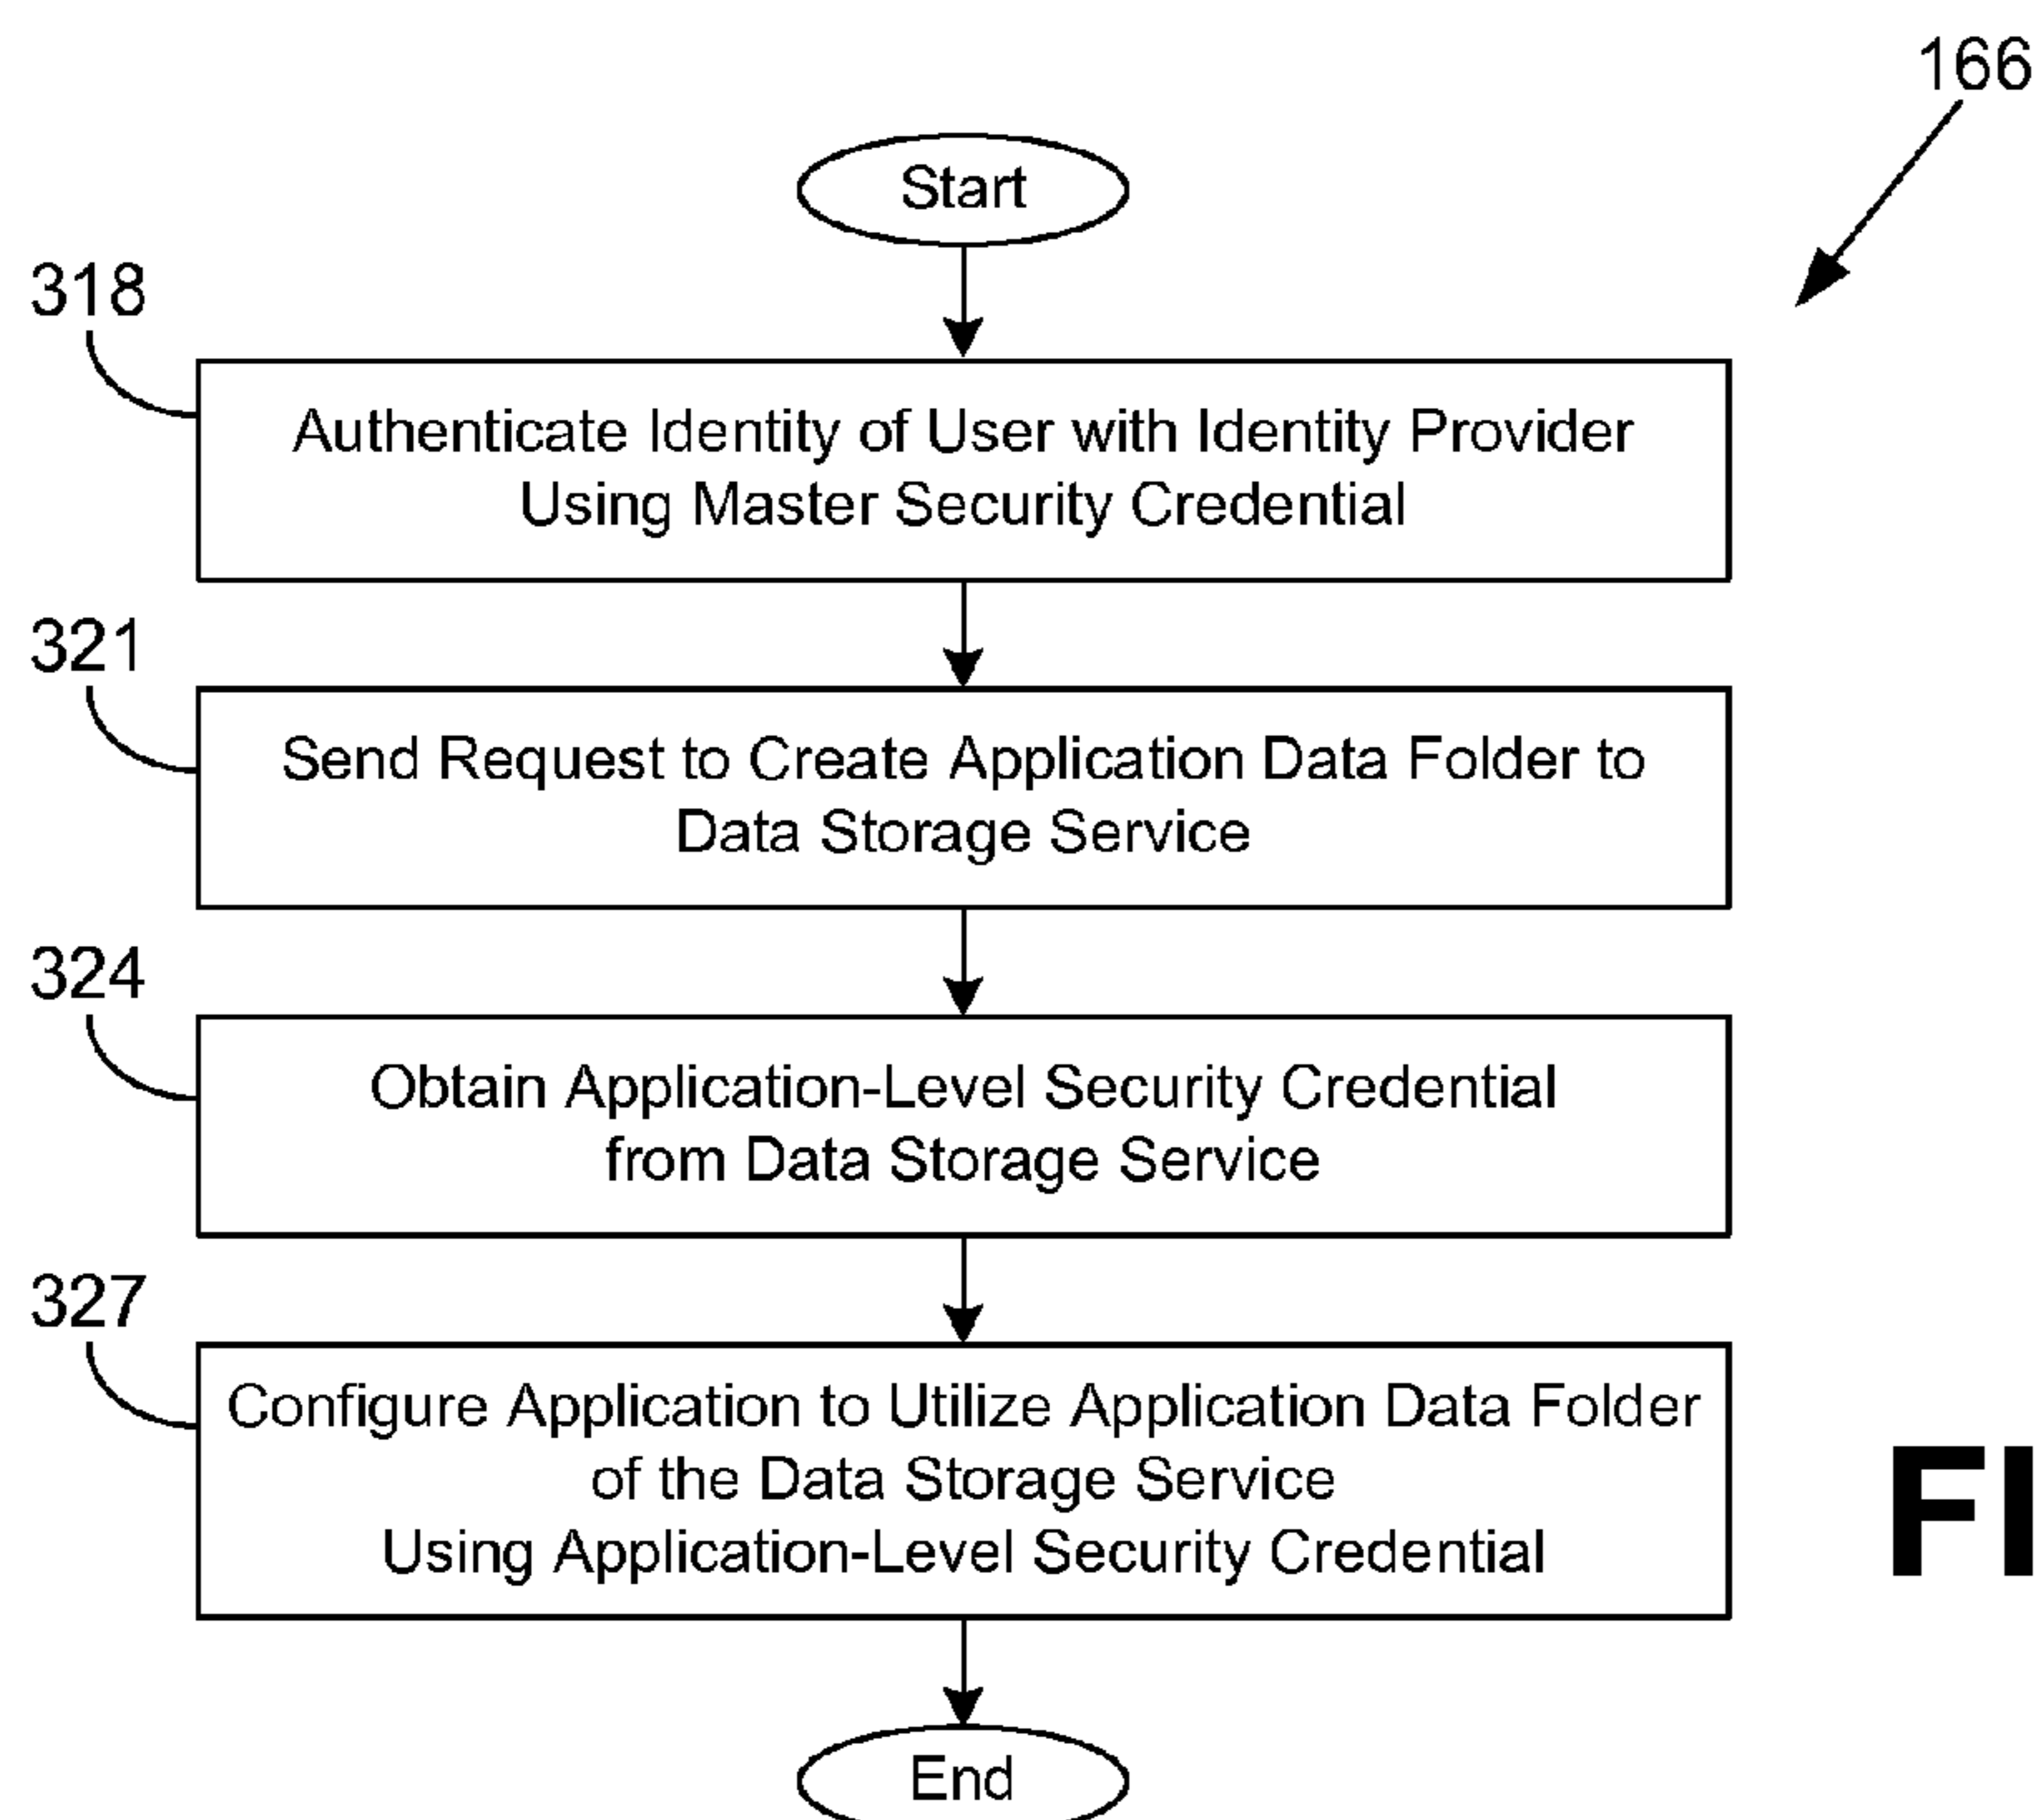 166
Start
318
Authenticate Identity of User with Identity Provider
Using Master Security Credential
321
Send Request to Create Application Data Folder to
Data Storage Service
324
Obtain Application-Level Security Credential
from Data Storage Service
327
Configure Application to Utilize Application Data Folder
of the Data Storage Service
Using Application-Level Security Credential
FI
End